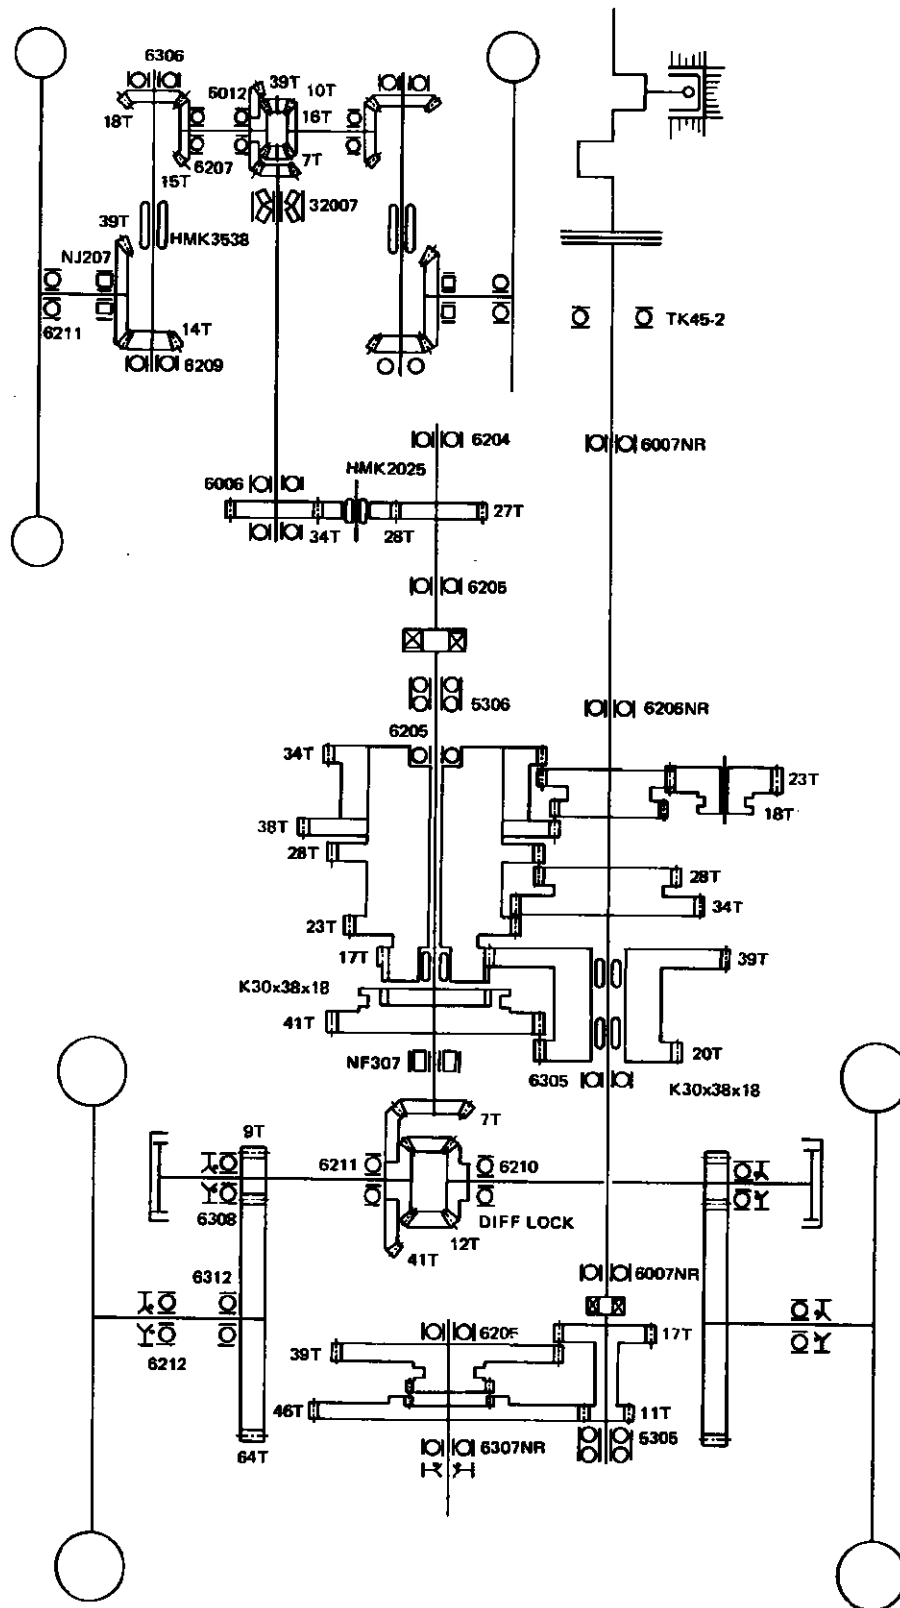 6306
39T
10T
6012
16T
18T
6207
7T
15T
32007
39T
HMK3538
NJ207
6211
14T
6209
TK45-2
6204
6007NR
HMK2025
6006
34T
28T
27T
6205
5306
6206NR
6205
34T
23T
18T
38T
28T
28T
34T
23T
17T
39T
K30x38x18
41T
20T
NF307
6305
K30x38x18
7T
9T
6211
6210
6308
DIFF LOCK
12T
41T
6312
6007NR
6205
17T
39T
6212
46T
11T
64T
6307NR
5305